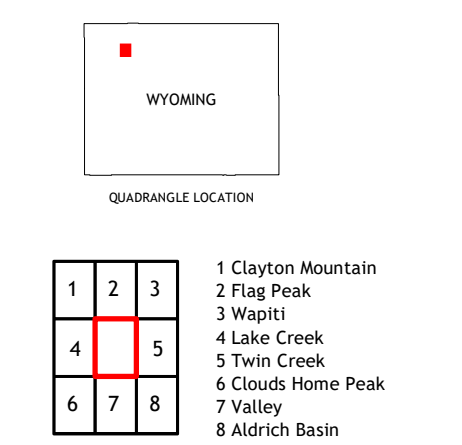 WYOMING
QUADRANGLE LOCATION
1 2 3
4 5
6 7 8
1 Clayton Mountain
2 Flag Peak
3 Wapiti
4 Lake Creek
5 Twin Creek
6 Clouds Home Peak
7 Valley
8 Aldrich Basin